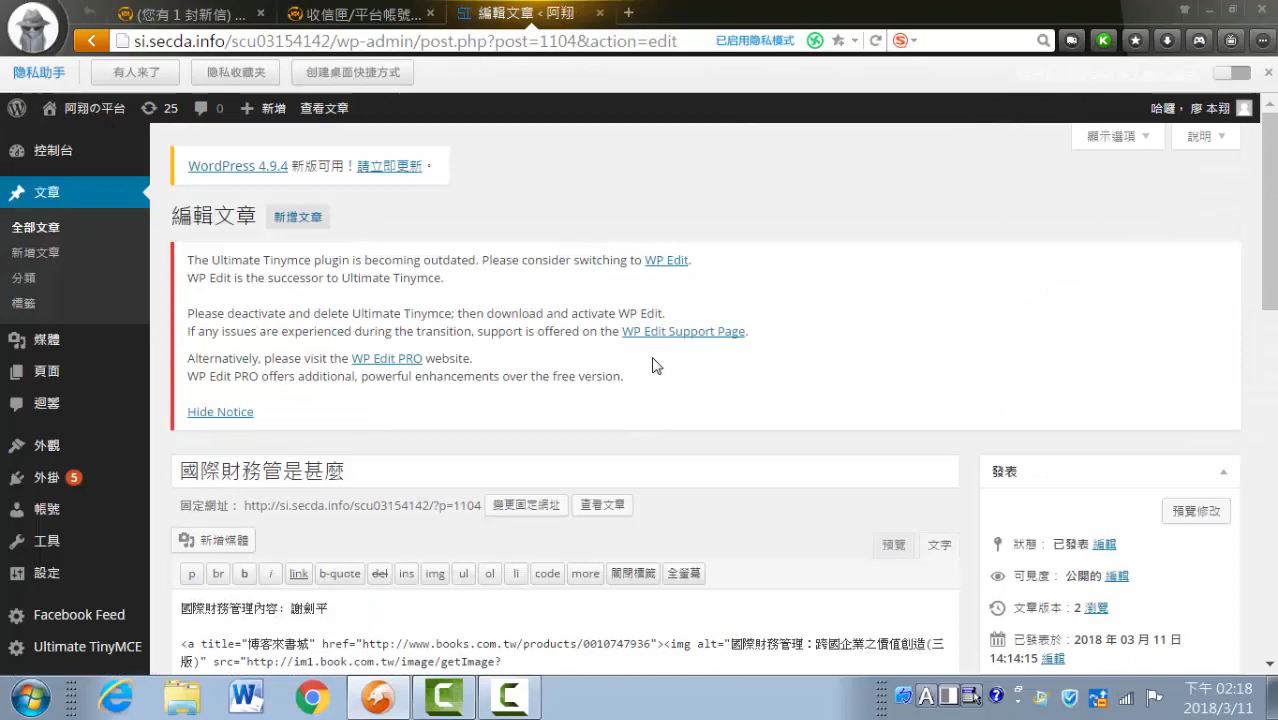 (您有 1 封新信) ...
收信匣/平台帳號...
編輯文章 ‹ 阿翔
si.secda.info/scu03154142/wp-admin/post.php?post=1104&action=edit
已启用隐私模式
隐私助手
有人来了
隐私收藏夹
创建桌面快捷方式
阿翔の平台
25
0
新增
查看文章
哈囉， 廖 本翔
控制台
文章
全部文章
新增文章
分類
標籤
媒體
頁面
迴響
外觀
外掛 5
帳號
工具
設定
Facebook Feed
Ultimate TinyMCE
顯示選項
說明
WordPress 4.9.4 新版可用！請立即更新。
編輯文章 新增文章
The Ultimate Tinymce plugin is becoming outdated. Please consider switching to WP Edit.
WP Edit is the successor to Ultimate Tinymce.
Please deactivate and delete Ultimate Tinymce; then download and activate WP Edit.
If any issues are experienced during the transition, support is offered on the WP Edit Support Page.
Alternatively, please visit the WP Edit PRO website.
WP Edit PRO offers additional, powerful enhancements over the free version.
Hide Notice
國際財務管是甚麼
固定網址： http://si.secda.info/scu03154142/?p=1104 變更固定網址 查看文章
新增媒體
預覽
文字
p br b i link b-quote del ins img ul ol li code more 關閉標籤 全螢幕
國際財務管理內容: 謝劍平
<a title="博客來書城" href="http://www.books.com.tw/products/0010747936"><img alt="國際財務管理：跨國企業之價值創造(三
版)" src="http://im1.book.com.tw/image/getImage?
發表
預覽修改
狀態： 已發表 編輯
可見度： 公開的 編輯
文章版本： 2 瀏覽
已發表於： 2018 年 03 月 11 日
14:14:15 編輯
下午 02:18
2018/3/11